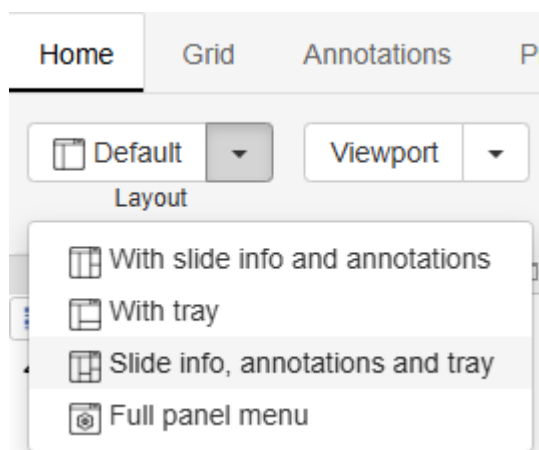 Home Grid Annotations P
Default Viewport
Layout
With slide info and annotations
With tray
Slide info, annotations and tray
Full panel menu